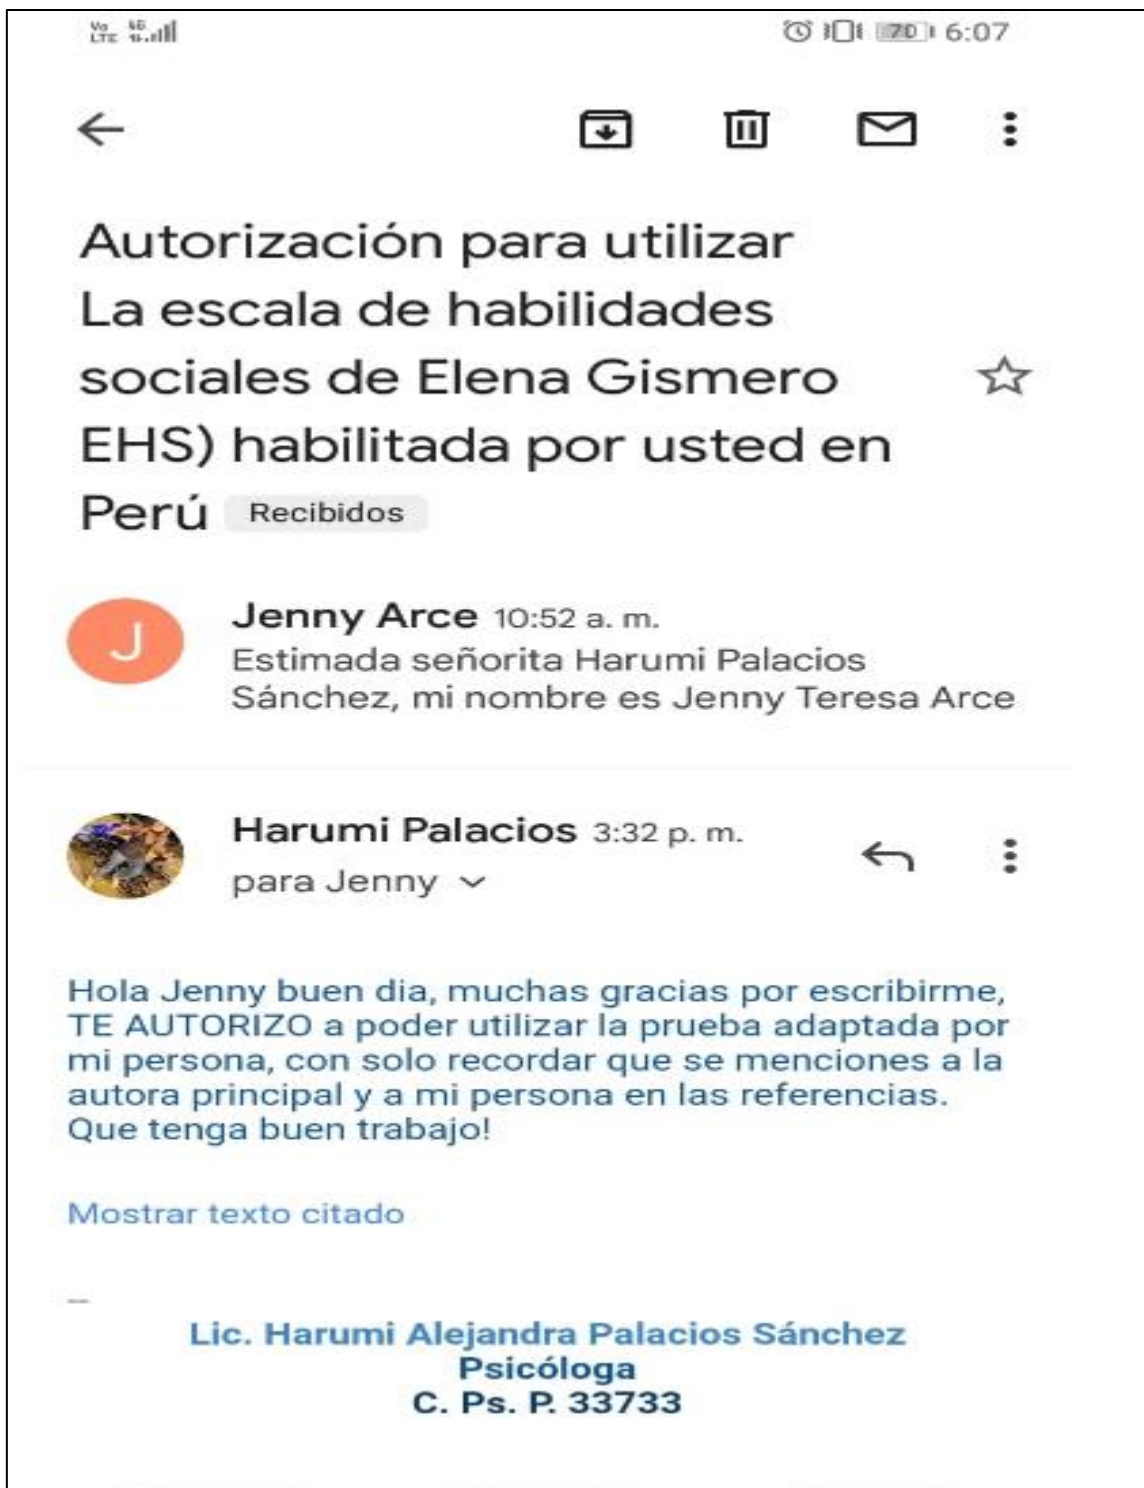 Vo LTE 4G 70 6:07
Autorización para utilizar
La escala de habilidades
sociales de Elena Gismero
EHS) habilitada por usted en
Perú Recibidos
J
Jenny Arce 10:52 a. m.
Estimada señorita Harumi Palacios
Sánchez, mi nombre es Jenny Teresa Arce
Harumi Palacios 3:32 p. m.
para Jenny
Hola Jenny buen dia, muchas gracias por escribirme,
TE AUTORIZO a poder utilizar la prueba adaptada por
mi persona, con solo recordar que se menciones a la
autora principal y a mi persona en las referencias.
Que tenga buen trabajo!
Mostrar texto citado
--
Lic. Harumi Alejandra Palacios Sánchez
Psicóloga
C. Ps. P. 33733